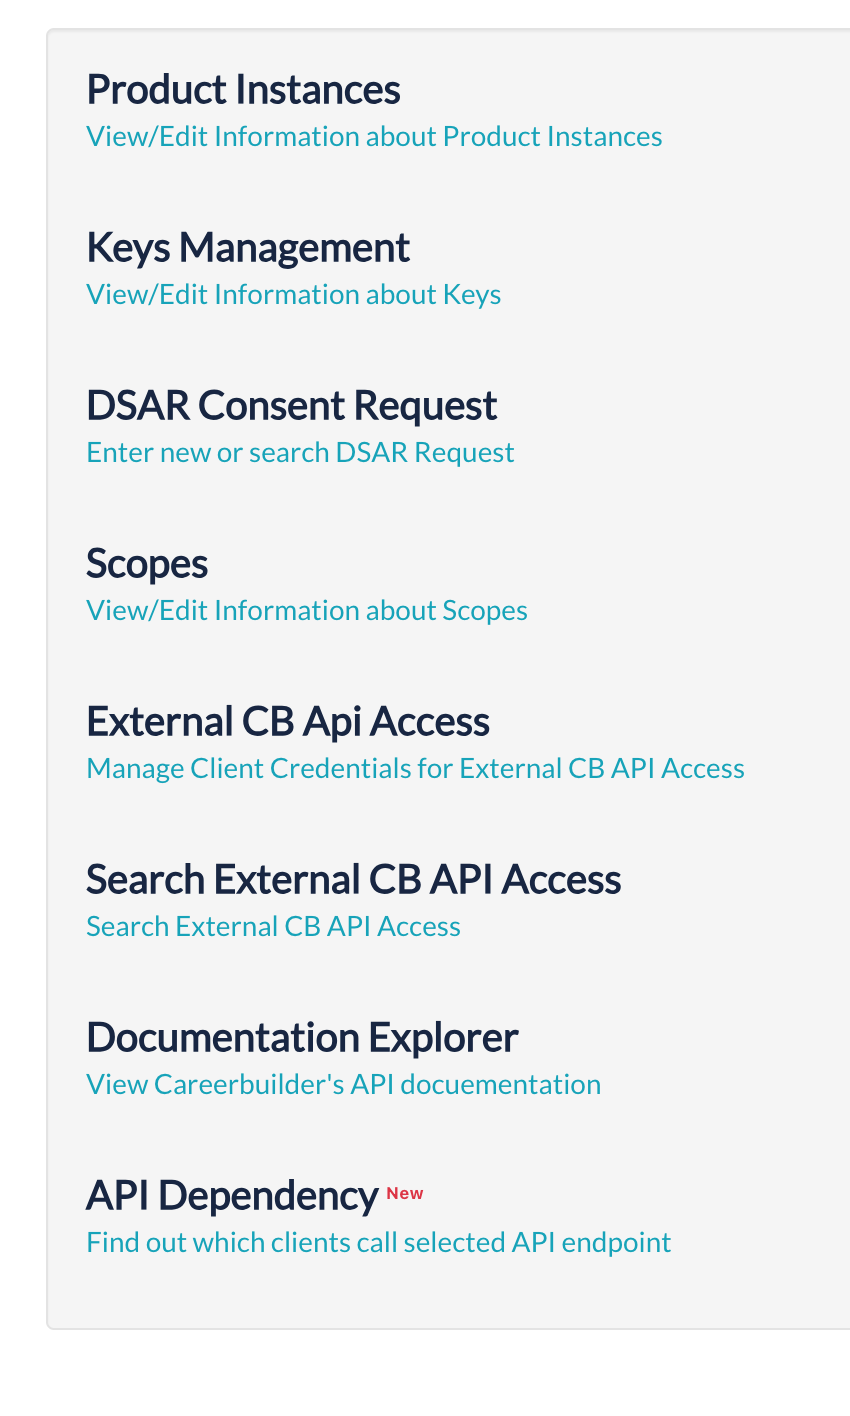 Product Instances
View/Edit Information about Product Instances
Keys Management
View/Edit Information about Keys
DSAR Consent Request
Enter new or search DSAR Request
Scopes
View/Edit Information about Scopes
External CB Api Access
Manage Client Credentials for External CB API Access
Search External CB API Access
Search External CB API Access
Documentation Explorer
View Careerbuilder's API docuementation
API Dependency New
Find out which clients call selected API endpoint